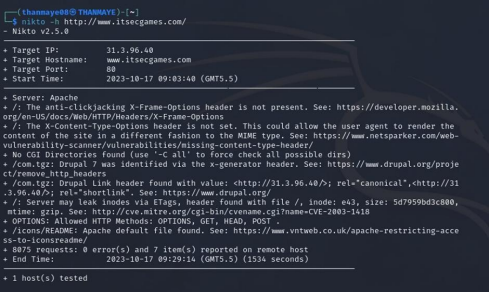 (thanmaye08㉿THANMAYE)-[~]
$ nikto -h http://www.itsecgames.com/
- Nikto v2.5.0
+ Target IP: 31.3.96.40
+ Target Hostname: www.itsecgames.com
+ Target Port: 80
+ Start Time: 2023-10-17 09:03:40 (GMT5.5)
+ Server: Apache
+ /: The anti-clickjacking X-Frame-Options header is not present. See: https://developer.mozilla.
org/en-US/docs/Web/HTTP/Headers/X-Frame-Options
+ /: The X-Content-Type-Options header is not set. This could allow the user agent to render the
content of the site in a different fashion to the MIME type. See: https://www.netsparker.com/web-
vulnerability-scanner/vulnerabilities/missing-content-type-header/
+ No CGI Directories found (use '-C all' to force check all possible dirs)
+ /com.tgz: Drupal 7 was identified via the x-generator header. See: https://www.drupal.org/proje
ct/remove_http_headers
+ /com.tgz: Drupal Link header found with value: <http://31.3.96.40/>; rel="canonical",<http://31
.3.96.40/>; rel="shortlink". See: https://www.drupal.org/
+ /: Server may leak inodes via ETags, header found with file /, inode: e43, size: 5d7959bd3c800,
mtime: gzip. See: http://cve.mitre.org/cgi-bin/cvename.cgi?name=CVE-2003-1418
+ OPTIONS: Allowed HTTP Methods: OPTIONS, GET, HEAD, POST .
+ /icons/README: Apache default file found. See: https://www.vntweb.co.uk/apache-restricting-acce
ss-to-iconsreadme/
+ 8075 requests: 0 error(s) and 7 item(s) reported on remote host
+ End Time: 2023-10-17 09:29:14 (GMT5.5) (1534 seconds)
+ 1 host(s) tested